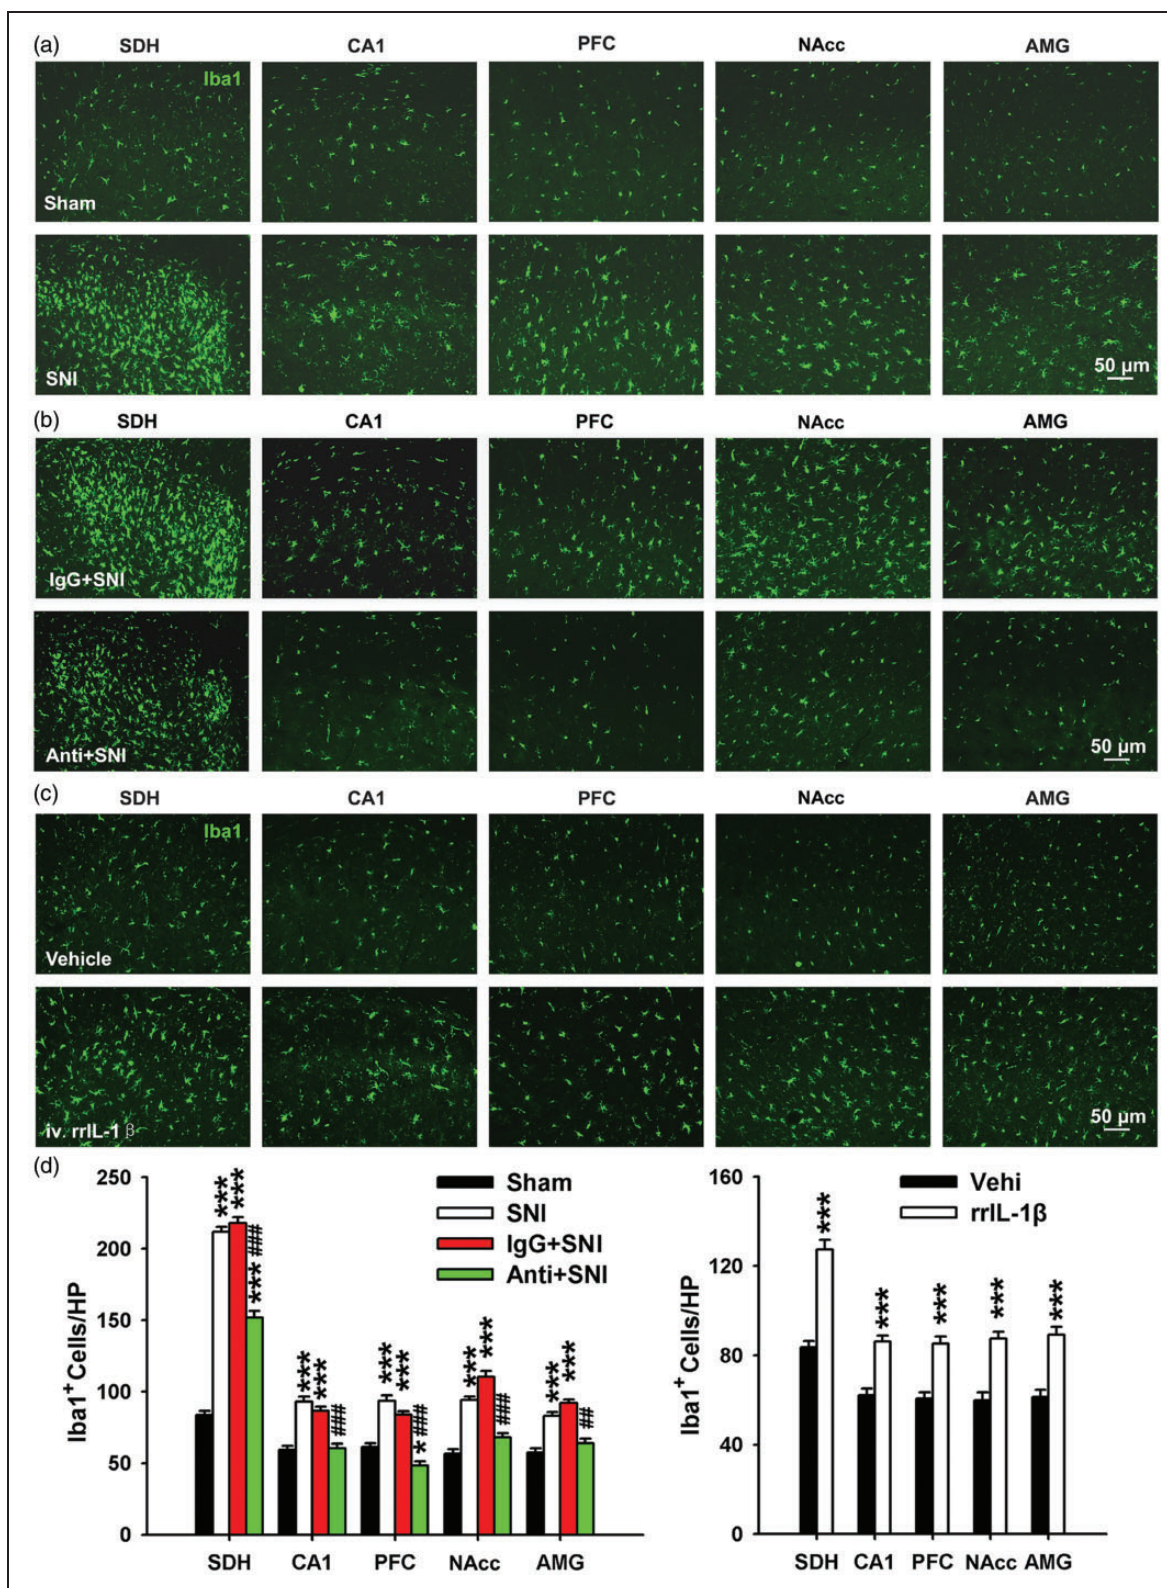 (a)
SDH CA1 PFC NAcc AMG
Iba1
Sham
SNI
50 µm
(b)
SDH CA1 PFC NAcc AMG
IgG+SNI
Anti+SNI
50 µm
(c)
SDH CA1 PFC NAcc AMG
Iba1
Vehicle
iv. rrIL-1β
50 µm
(d)
250
200
150
100
50
0
Iba1⁺Cells/HP
Sham
SNI
IgG+SNI
Anti+SNI
*** *** *** ###
*** *** ###
*** *** * ###
*** *** ###
*** *** ##
SDH CA1 PFC NAcc AMG
160
120
80
40
0
Iba1⁺Cells/HP
Vehi
rrIL-1β
*** *** *** *** ***
SDH CA1 PFC NAcc AMG